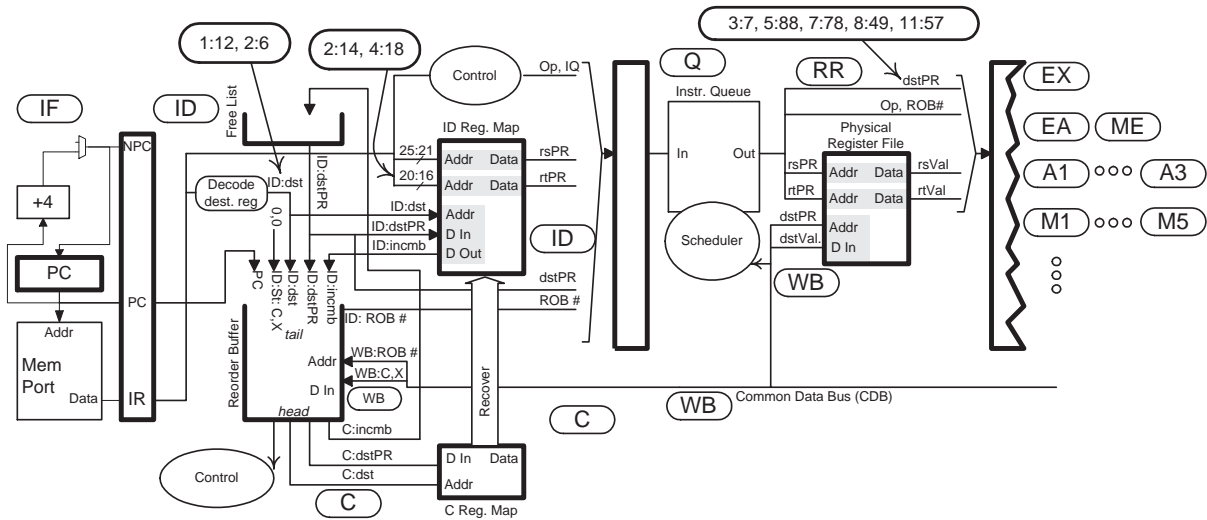 1:12, 2:6
2:14, 4:18
3:7, 5:88, 7:78, 8:49, 11:57
IF
ID
Free List
Control
Op, IQ
Q
Instr. Queue
RR
dstPR
Op, ROB#
EX
EA
ME
A1
A3
M1
M5
NPC
+4
PC
Addr
Mem
Port
Data
PC
IR
Decode
dest. reg
ID:dst
0,0
ID:dstPR
25:21
20:16
ID Reg. Map
Addr Data
Addr Data
Addr
D In
D Out
rsPR
rtPR
ID:dst
ID:dstPR
ID:incmb
ID
dstPR
ROB #
In Out
Scheduler
Physical
Register File
rsPR
rtPR
dstPR
dstVal.
Addr Data
Addr Data
Addr
D In
rsVal
rtVal
WB
PC
ID:St: C,X
ID:dst
ID:dstPR
ID:incmb
tail
ID: ROB #
Reorder Buffer
Addr
D In
WB:ROB #
WB:C,X
WB
head
Recover
C
WB
Common Data Bus (CDB)
C:incmb
C:dstPR
C:dst
Control
C
D In Data
Addr
C Reg. Map